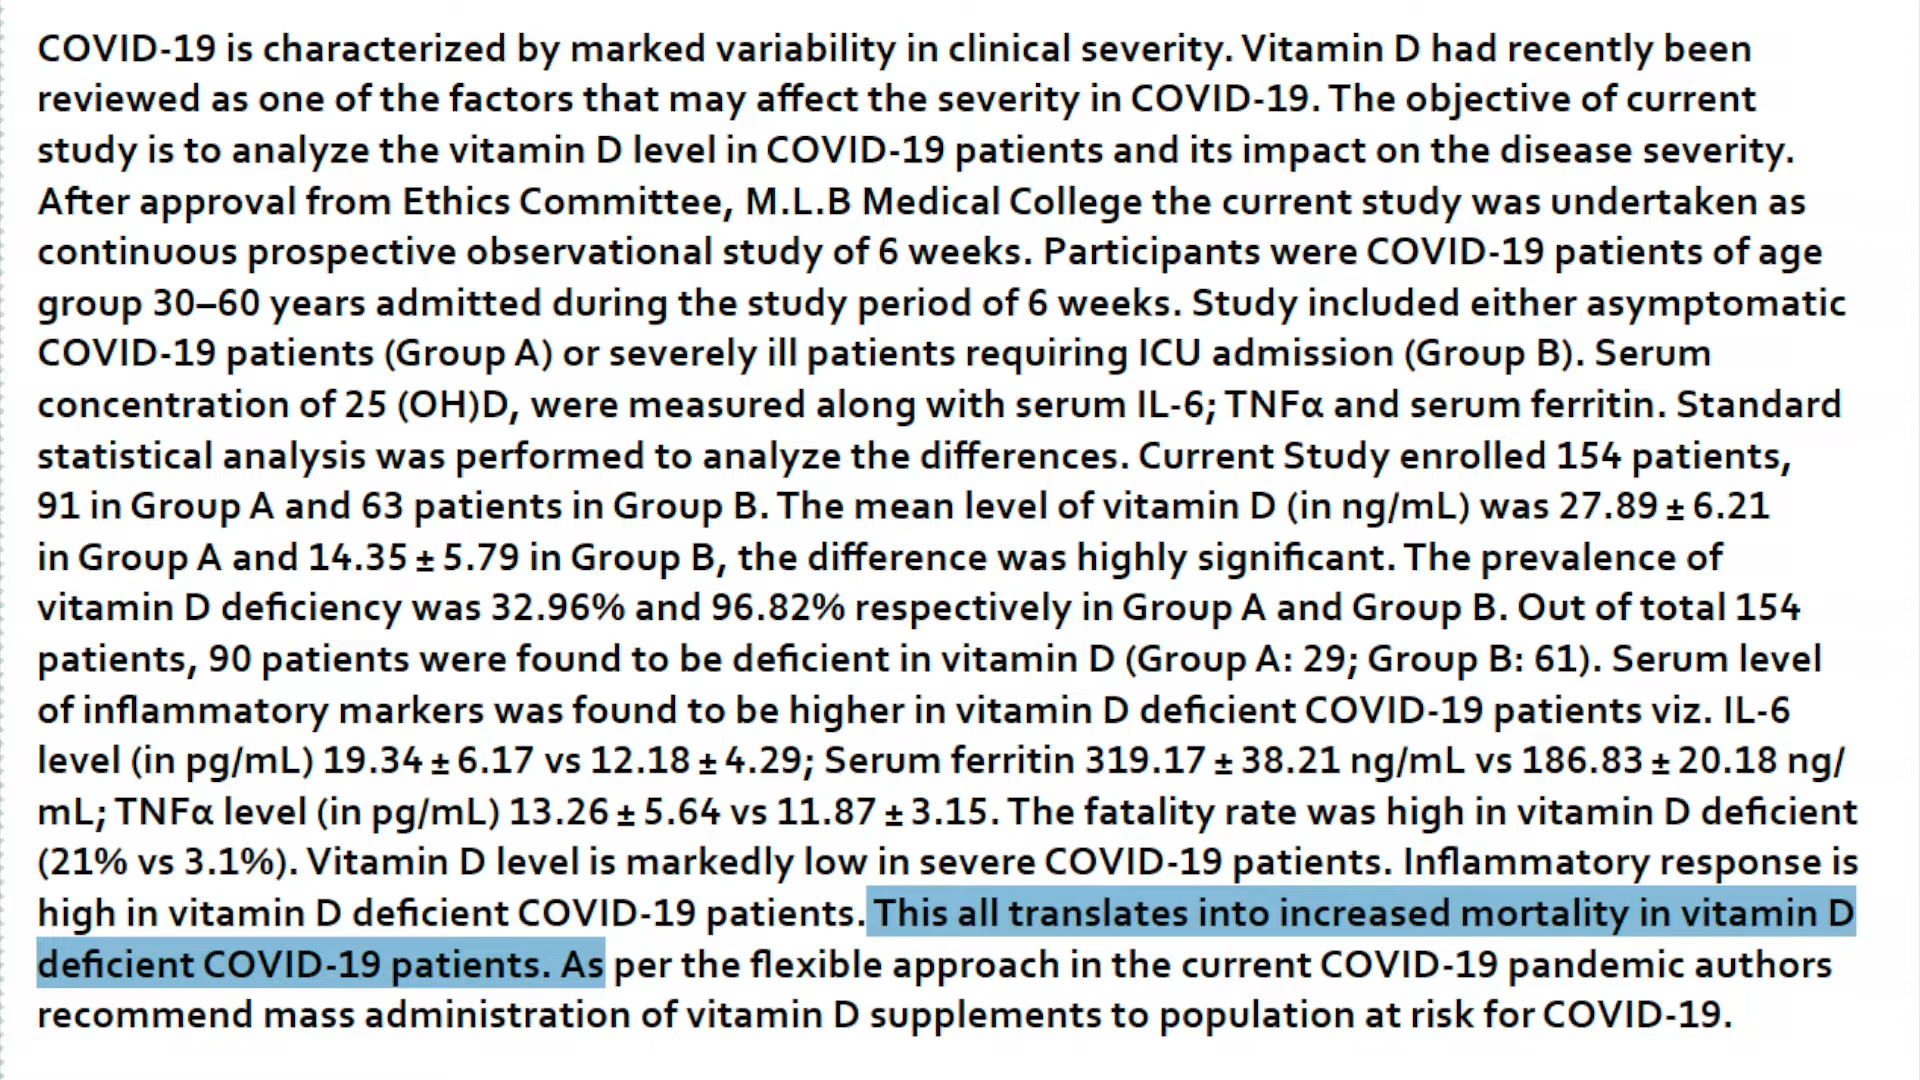 COVID-19 is characterized by marked variability in clinical severity. Vitamin D had recently been
reviewed as one of the factors that may affect the severity in COVID-19. The objective of current
study is to analyze the vitamin D level in COVID-19 patients and its impact on the disease severity.
After approval from Ethics Committee, M.L.B Medical College the current study was undertaken as
continuous prospective observational study of 6 weeks. Participants were COVID-19 patients of age
group 30–60 years admitted during the study period of 6 weeks. Study included either asymptomatic
COVID-19 patients (Group A) or severely ill patients requiring ICU admission (Group B). Serum
concentration of 25 (OH)D, were measured along with serum IL-6; TNFα and serum ferritin. Standard
statistical analysis was performed to analyze the differences. Current Study enrolled 154 patients,
91 in Group A and 63 patients in Group B. The mean level of vitamin D (in ng/mL) was 27.89 ± 6.21
in Group A and 14.35 ± 5.79 in Group B, the difference was highly significant. The prevalence of
vitamin D deficiency was 32.96% and 96.82% respectively in Group A and Group B. Out of total 154
patients, 90 patients were found to be deficient in vitamin D (Group A: 29; Group B: 61). Serum level
of inflammatory markers was found to be higher in vitamin D deficient COVID-19 patients viz. IL-6
level (in pg/mL) 19.34 ± 6.17 vs 12.18 ± 4.29; Serum ferritin 319.17 ± 38.21 ng/mL vs 186.83 ± 20.18 ng/
mL; TNFα level (in pg/mL) 13.26 ± 5.64 vs 11.87 ± 3.15. The fatality rate was high in vitamin D deficient
(21% vs 3.1%). Vitamin D level is markedly low in severe COVID-19 patients. Inflammatory response is
high in vitamin D deficient COVID-19 patients. This all translates into increased mortality in vitamin D
deficient COVID-19 patients. As per the flexible approach in the current COVID-19 pandemic authors
recommend mass administration of vitamin D supplements to population at risk for COVID-19.